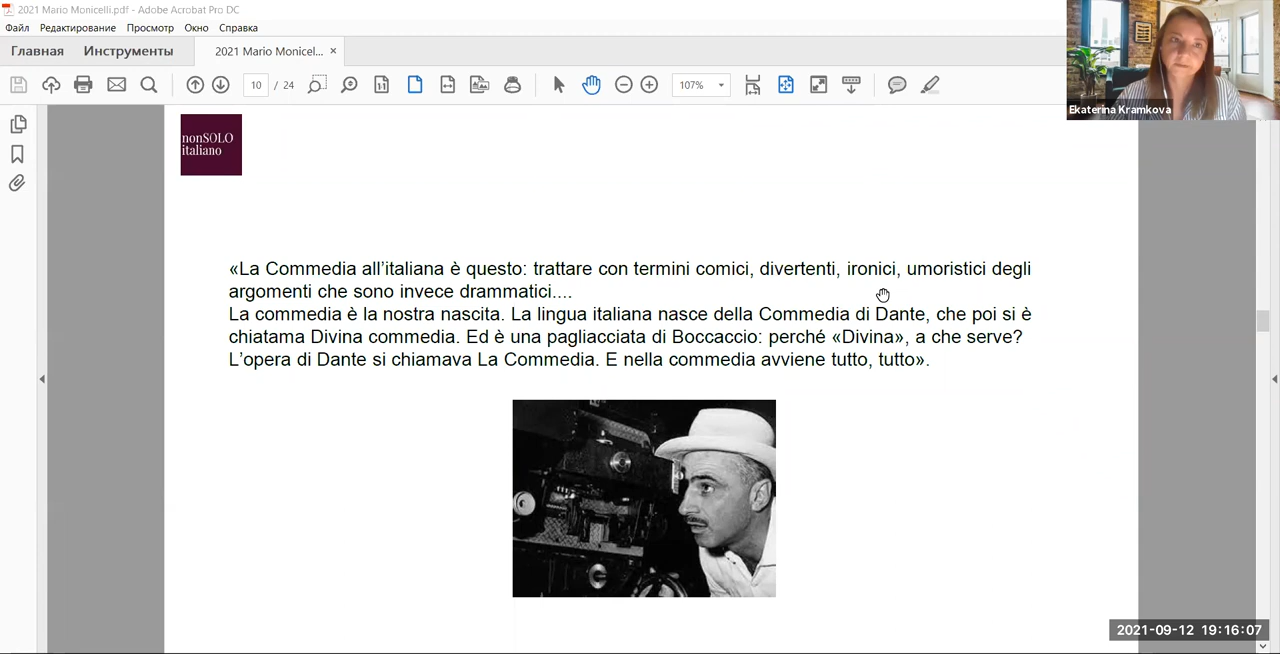 2021 Mario Monicelli.pdf - Adobe Acrobat Pro DC
Файл Редактирование Просмотр Окно Справка
Главная Инструменты 2021 Mario Monicel... ×
10 / 24 107%
Ekaterina Kramkova
nonSOLO
italiano
«La Commedia all’italiana è questo: trattare con termini comici, divertenti, ironici, umoristici degli
argomenti che sono invece drammatici....
La commedia è la nostra nascita. La lingua italiana nasce della Commedia di Dante, che poi si è
chiatama Divina commedia. Ed è una pagliacciata di Boccaccio: perché «Divina», a che serve?
L’opera di Dante si chiamava La Commedia. E nella commedia avviene tutto, tutto».
2021-09-12 19:16:07